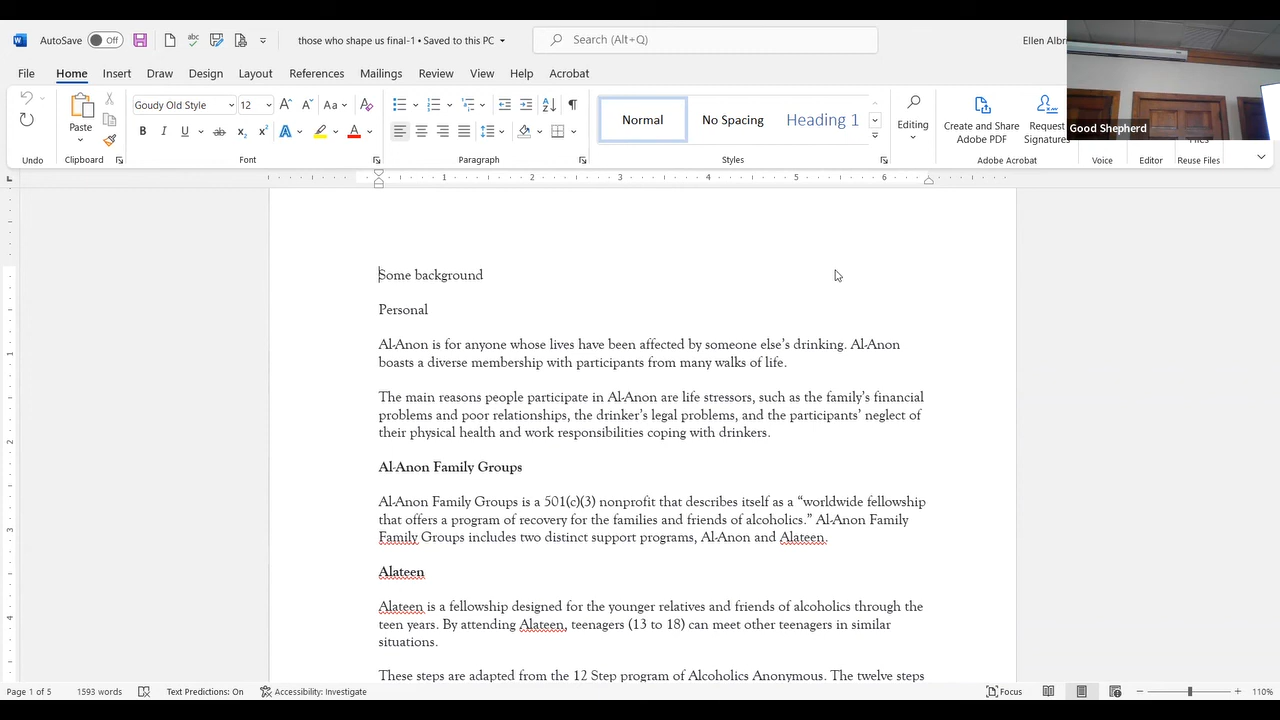 AutoSave Off those who shape us final-1 • Saved to this PC Search (Alt+Q) Ellen Albr
File Home Insert Draw Design Layout References Mailings Review View Help Acrobat
Good Shepherd
Paste
Clipboard
Undo
Goudy Old Style 12
Font
Paragraph
Normal No Spacing Heading 1
Styles
Editing
Create and Share Adobe PDF
Request Signatures
Adobe Acrobat
Voice
Editor
Files
Reuse Files
1 2 3 4 5 6
Some background
Personal
Al-Anon is for anyone whose lives have been affected by someone else's drinking. Al-Anon
boasts a diverse membership with participants from many walks of life.
The main reasons people participate in Al-Anon are life stressors, such as the family's financial
problems and poor relationships, the drinker's legal problems, and the participants' neglect of
their physical health and work responsibilities coping with drinkers.
Al-Anon Family Groups
Al-Anon Family Groups is a 501(c)(3) nonprofit that describes itself as a “worldwide fellowship
that offers a program of recovery for the families and friends of alcoholics.” Al-Anon Family
Family Groups includes two distinct support programs, Al-Anon and Alateen.
Alateen
Alateen is a fellowship designed for the younger relatives and friends of alcoholics through the
teen years. By attending Alateen, teenagers (13 to 18) can meet other teenagers in similar
situations.
These steps are adapted from the 12 Step program of Alcoholics Anonymous. The twelve steps
Page 1 of 5 1593 words Text Predictions: On Accessibility: Investigate Focus 110%